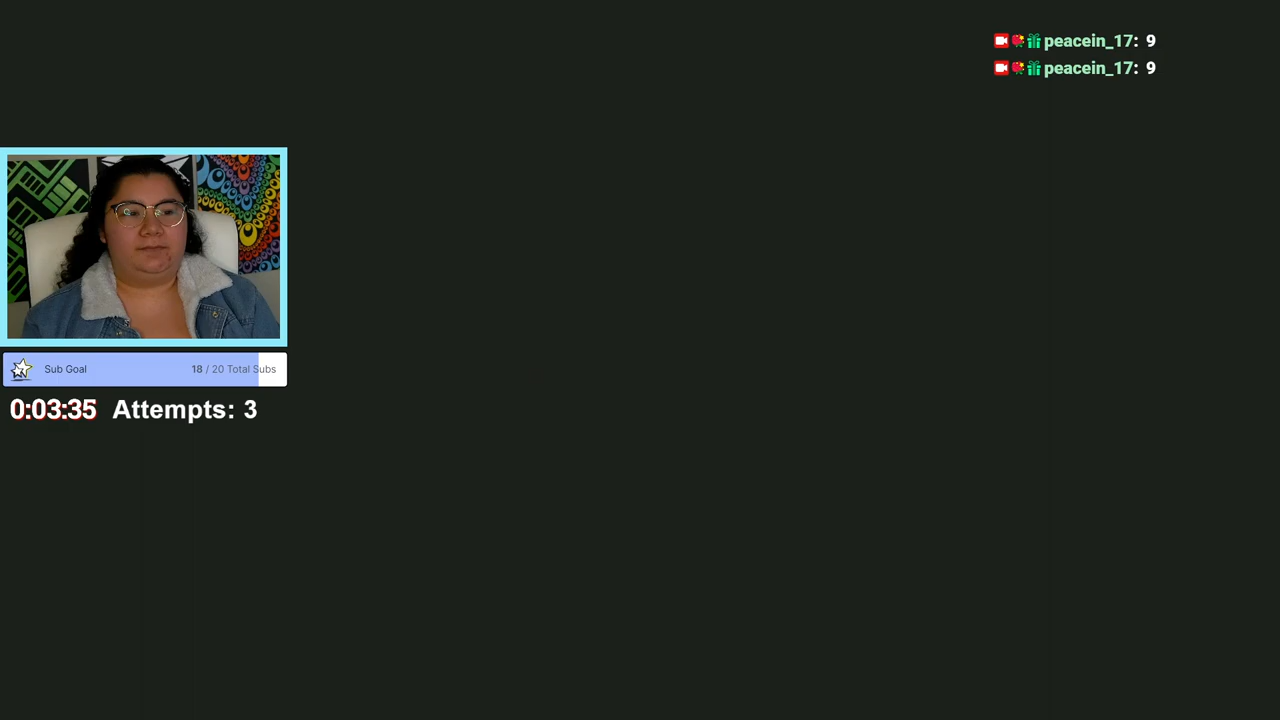 peacein_17: 9
peacein_17: 9
Sub Goal 18 / 20 Total Subs
0:03:35 Attempts: 3